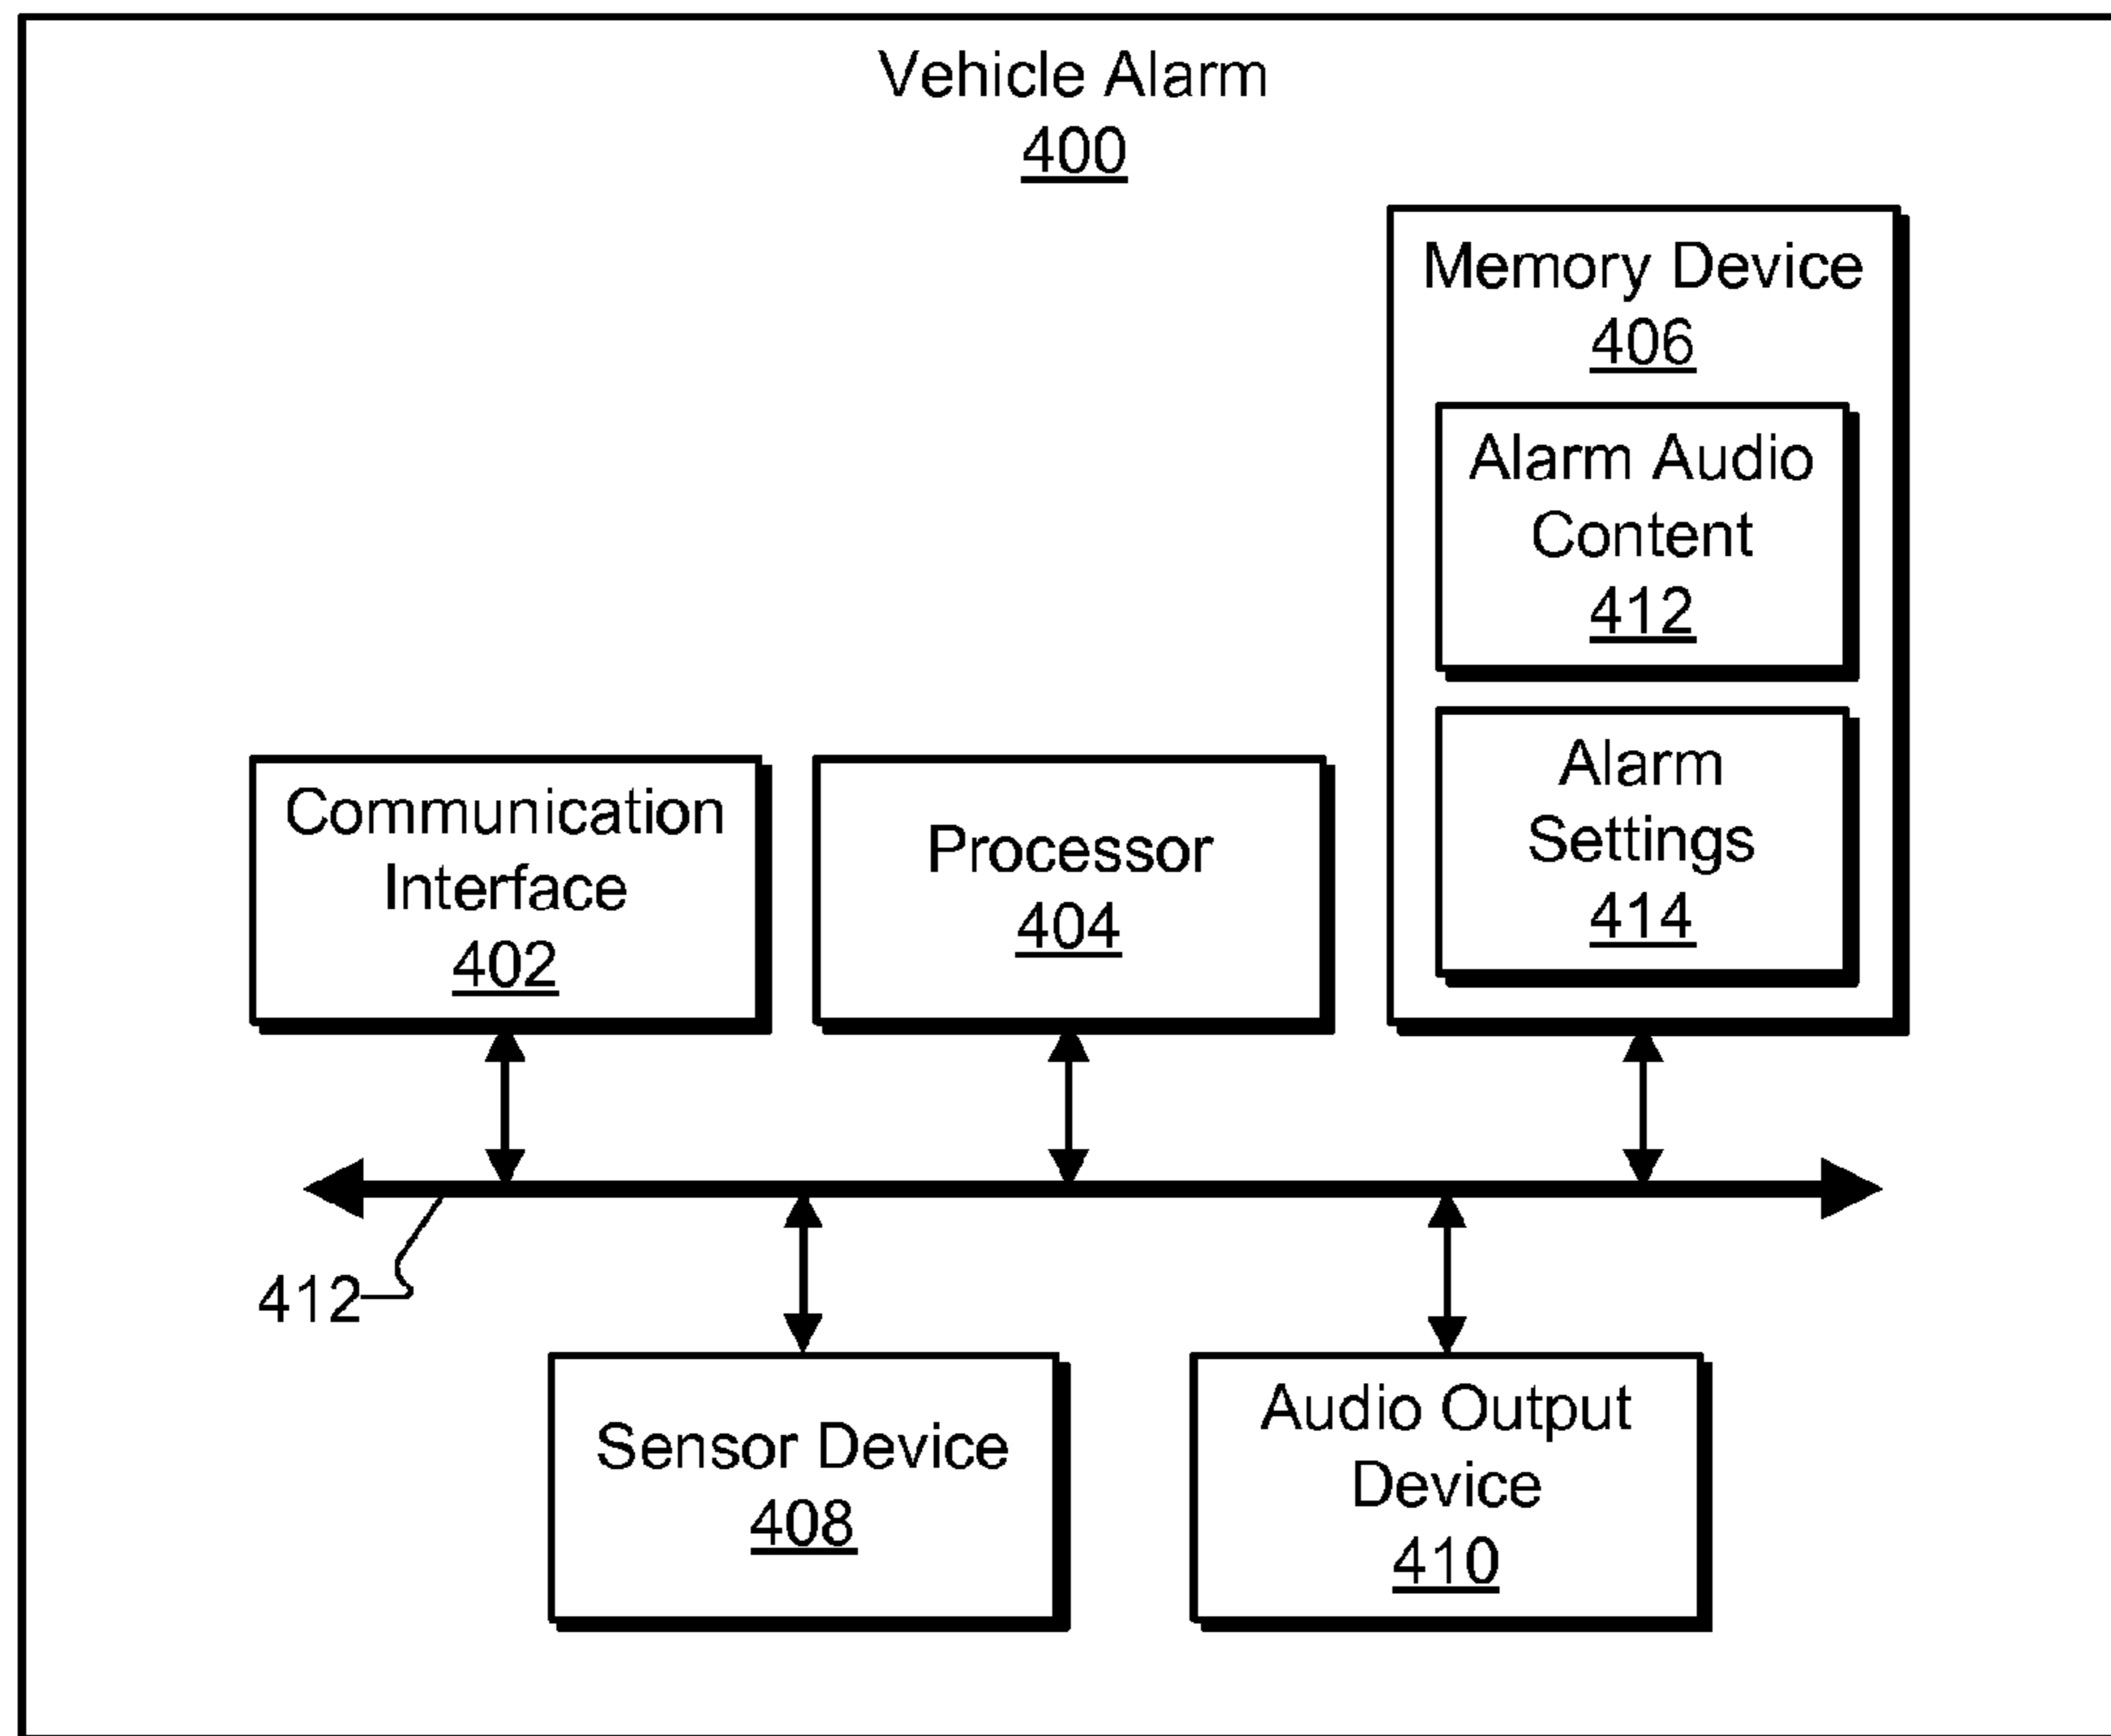 Vehicle Alarm
400
Memory Device
406
Alarm Audio
Content
412
Alarm
Settings
414
Communication
Interface
402
Processor
404
412
Sensor Device
408
Audio Output
Device
410